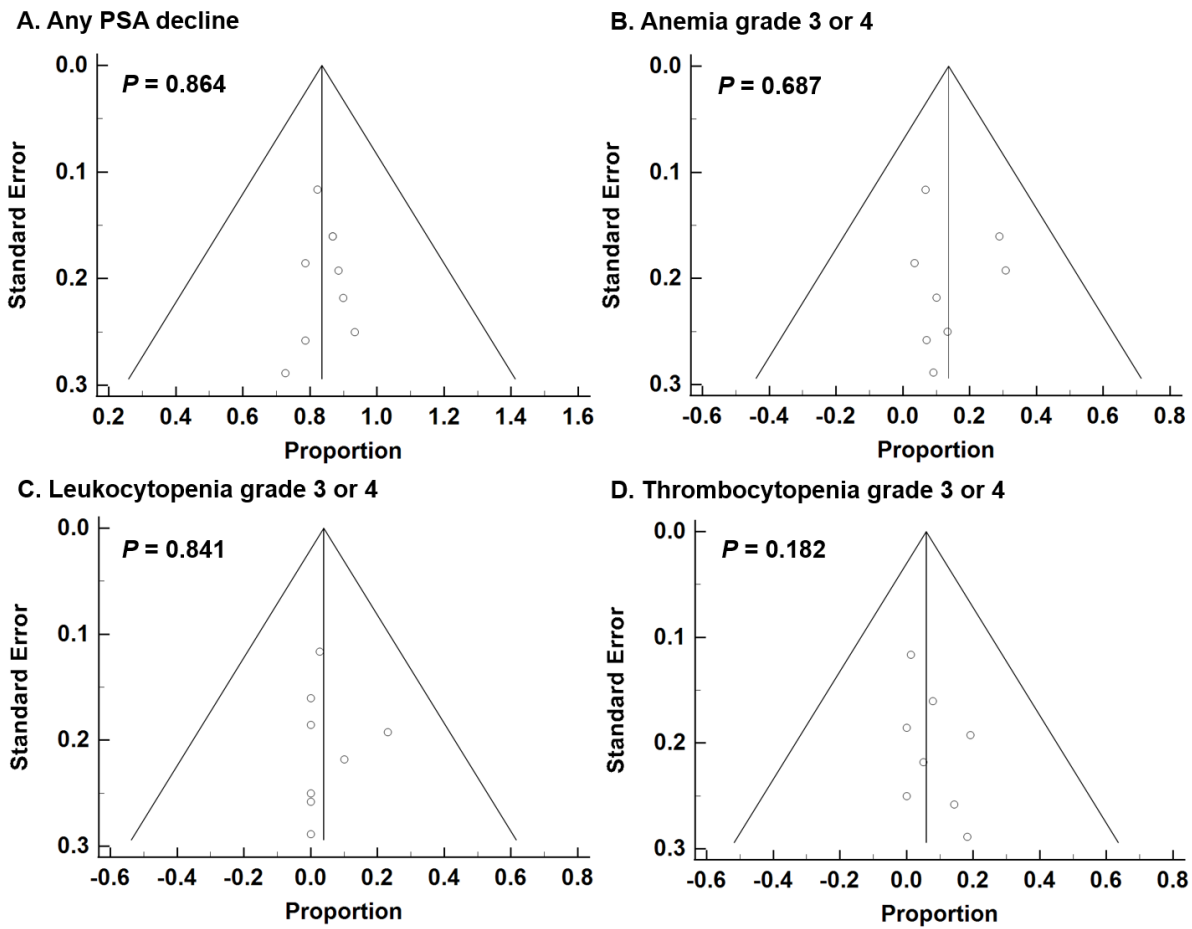 A. Any PSA decline
P = 0.864
0.0
0.1
0.2
0.3
Standard Error
0.2 0.4 0.6 0.8 1.0 1.2 1.4 1.6
Proportion
B. Anemia grade 3 or 4
P = 0.687
0.0
0.1
0.2
0.3
Standard Error
-0.6 -0.4 -0.2 0.0 0.2 0.4 0.6 0.8
Proportion
C. Leukocytopenia grade 3 or 4
P = 0.841
0.0
0.1
0.2
0.3
Standard Error
-0.6 -0.4 -0.2 0.0 0.2 0.4 0.6 0.8
Proportion
D. Thrombocytopenia grade 3 or 4
P = 0.182
0.0
0.1
0.2
0.3
Standard Error
-0.6 -0.4 -0.2 0.0 0.2 0.4 0.6 0.8
Proportion